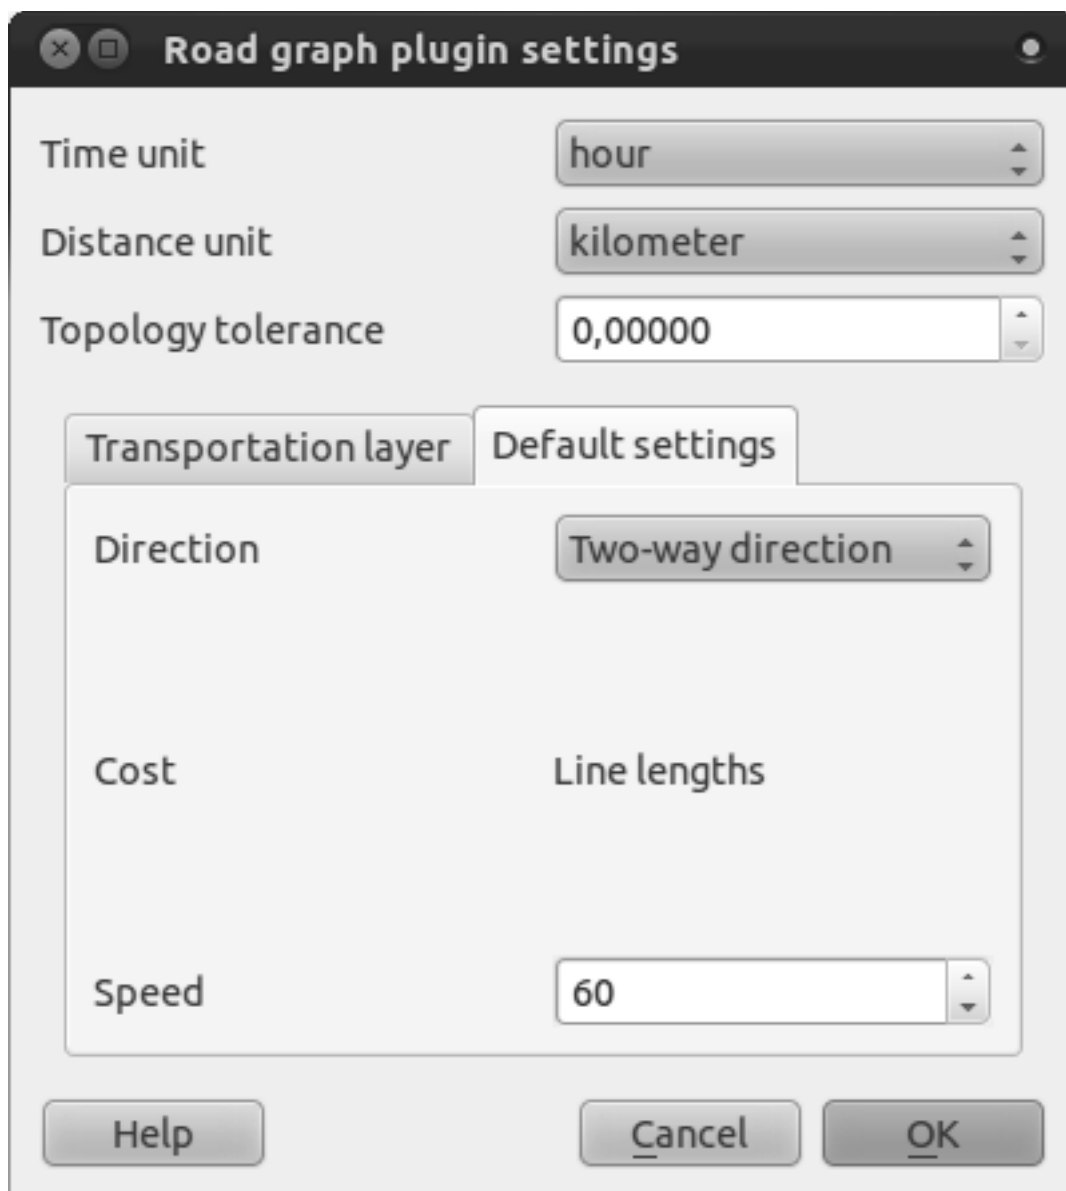 Road graph plugin settings
Time unit hour
Distance unit kilometer
Topology tolerance 0,00000
Transportation layer Default settings
Direction Two-way direction
Cost Line lengths
Speed 60
Help Cancel OK